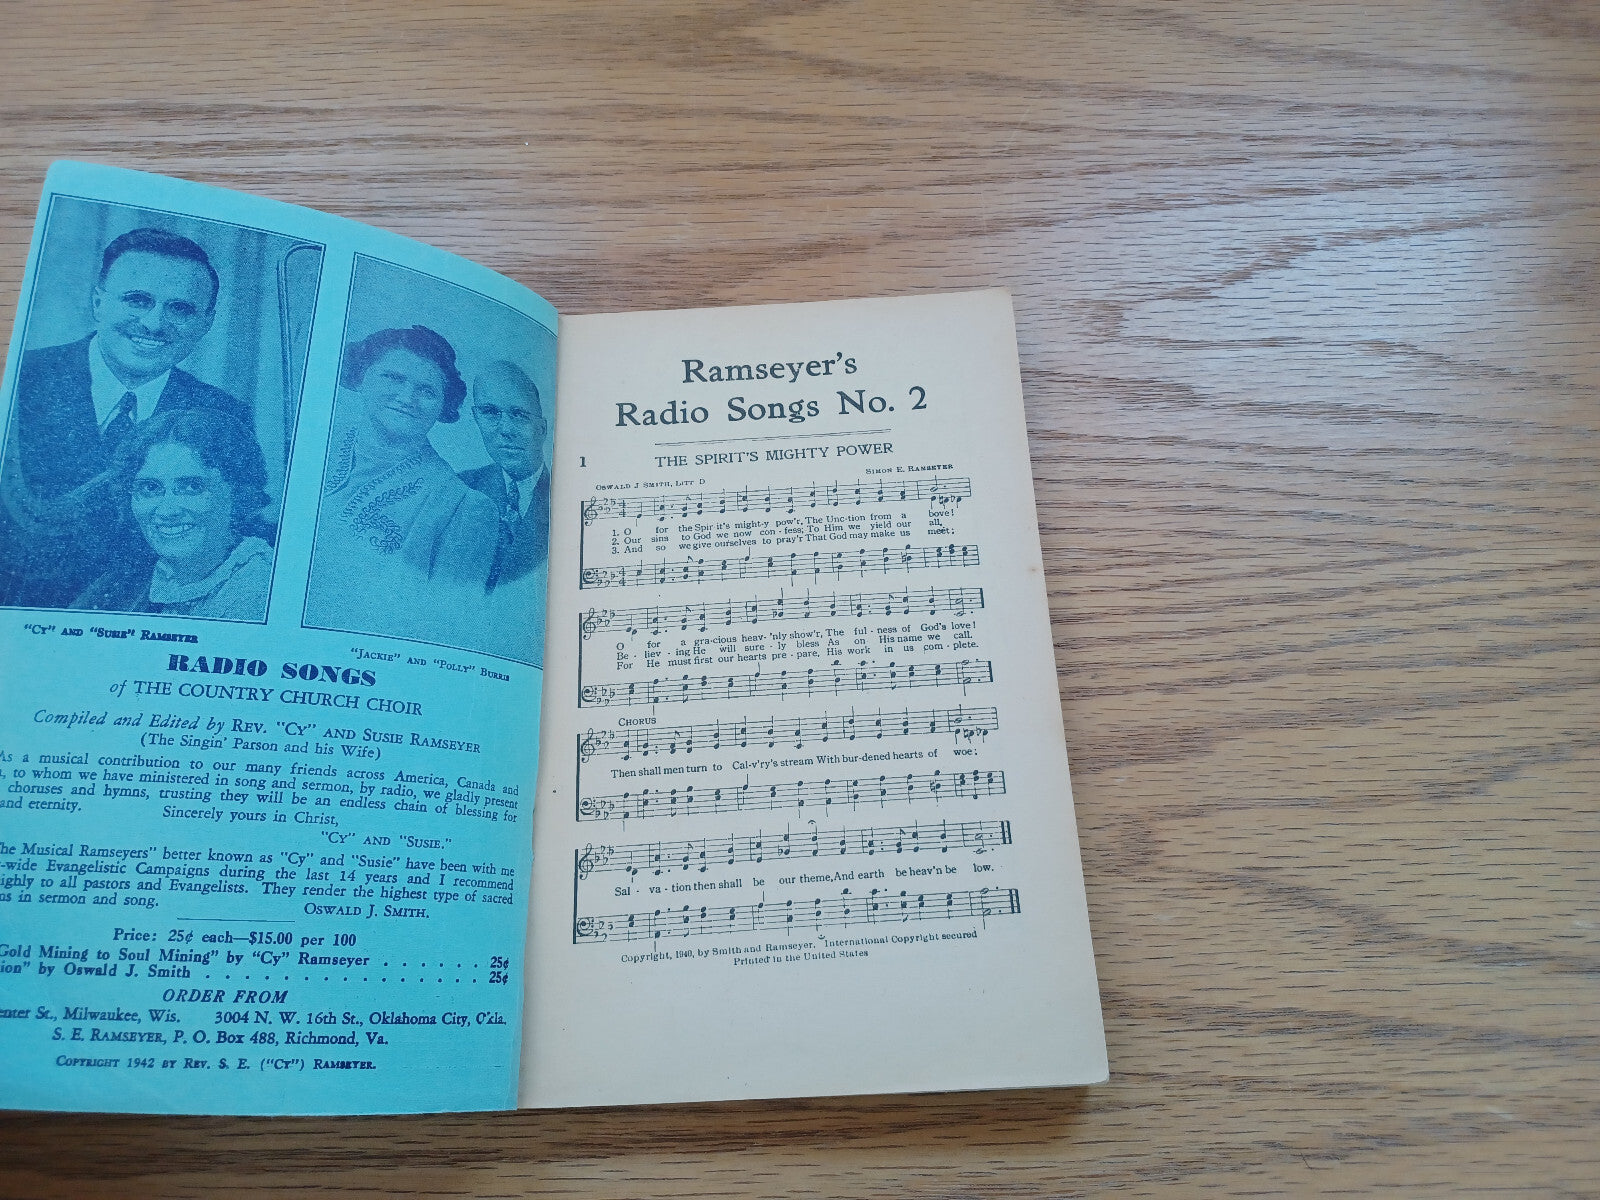 "Cy" and "Susie" Ramseyer
"Jackie" and "Polly" Burris
RADIO SONGS
of THE COUNTRY CHURCH CHOIR
Compiled and Edited by Rev. "Cy" and Susie Ramseyer
(The Singin' Parson and his Wife)
As a musical contribution to our many friends across America, Canada and
to whom we have ministered in song and sermon, by radio, we gladly present
choruses and hymns, trusting they will be an endless chain of blessing for
and eternity. Sincerely yours in Christ,
"Cy" and "Susie."
The Musical Ramseyers" better known as "Cy" and "Susie" have been with me
-wide Evangelistic Campaigns during the last 14 years and I recommend
ighly to all pastors and Evangelists. They render the highest type of sacred
ns in sermon and song.
Oswald J. Smith.
Price: 25¢ each—$15.00 per 100
Gold Mining to Soul Mining" by "Cy" Ramseyer . . . . . . 25¢
ion" by Oswald J. Smith . . . . . . . . . . . . . . . . 25¢
ORDER FROM
enter St., Milwaukee, Wis. 3004 N. W. 16th St., Oklahoma City, Okla.
S. E. Ramseyer, P. O. Box 488, Richmond, Va.
Copyright 1942 by Rev. S. E. ("Cy") Ramseyer.
Ramseyer's
Radio Songs No. 2
1 THE SPIRIT'S MIGHTY POWER
Oswald J Smith, Litt D Simon E. Ramseyer
1. O for the Spir it's might-y pow'r, The Unc-tion from a bove!
2. Our sins to God we now con-fess; To Him we yield our all,
3. And so we give ourselves to pray'r That God may make us meet;
O for a gra-cious heav-'nly show'r, The ful-ness of God's love!
Be-liev-ing He will sure-ly bless As on His name we call.
For He must first our hearts pre-pare, His work in us com-plete.
Chorus
Then shall men turn to Cal-v'ry's stream With bur-dened hearts of woe;
Sal-va-tion then shall be our theme, And earth be heav'n be low.
Copyright, 1940, by Smith and Ramseyer. International Copyright secured
Printed in the United States